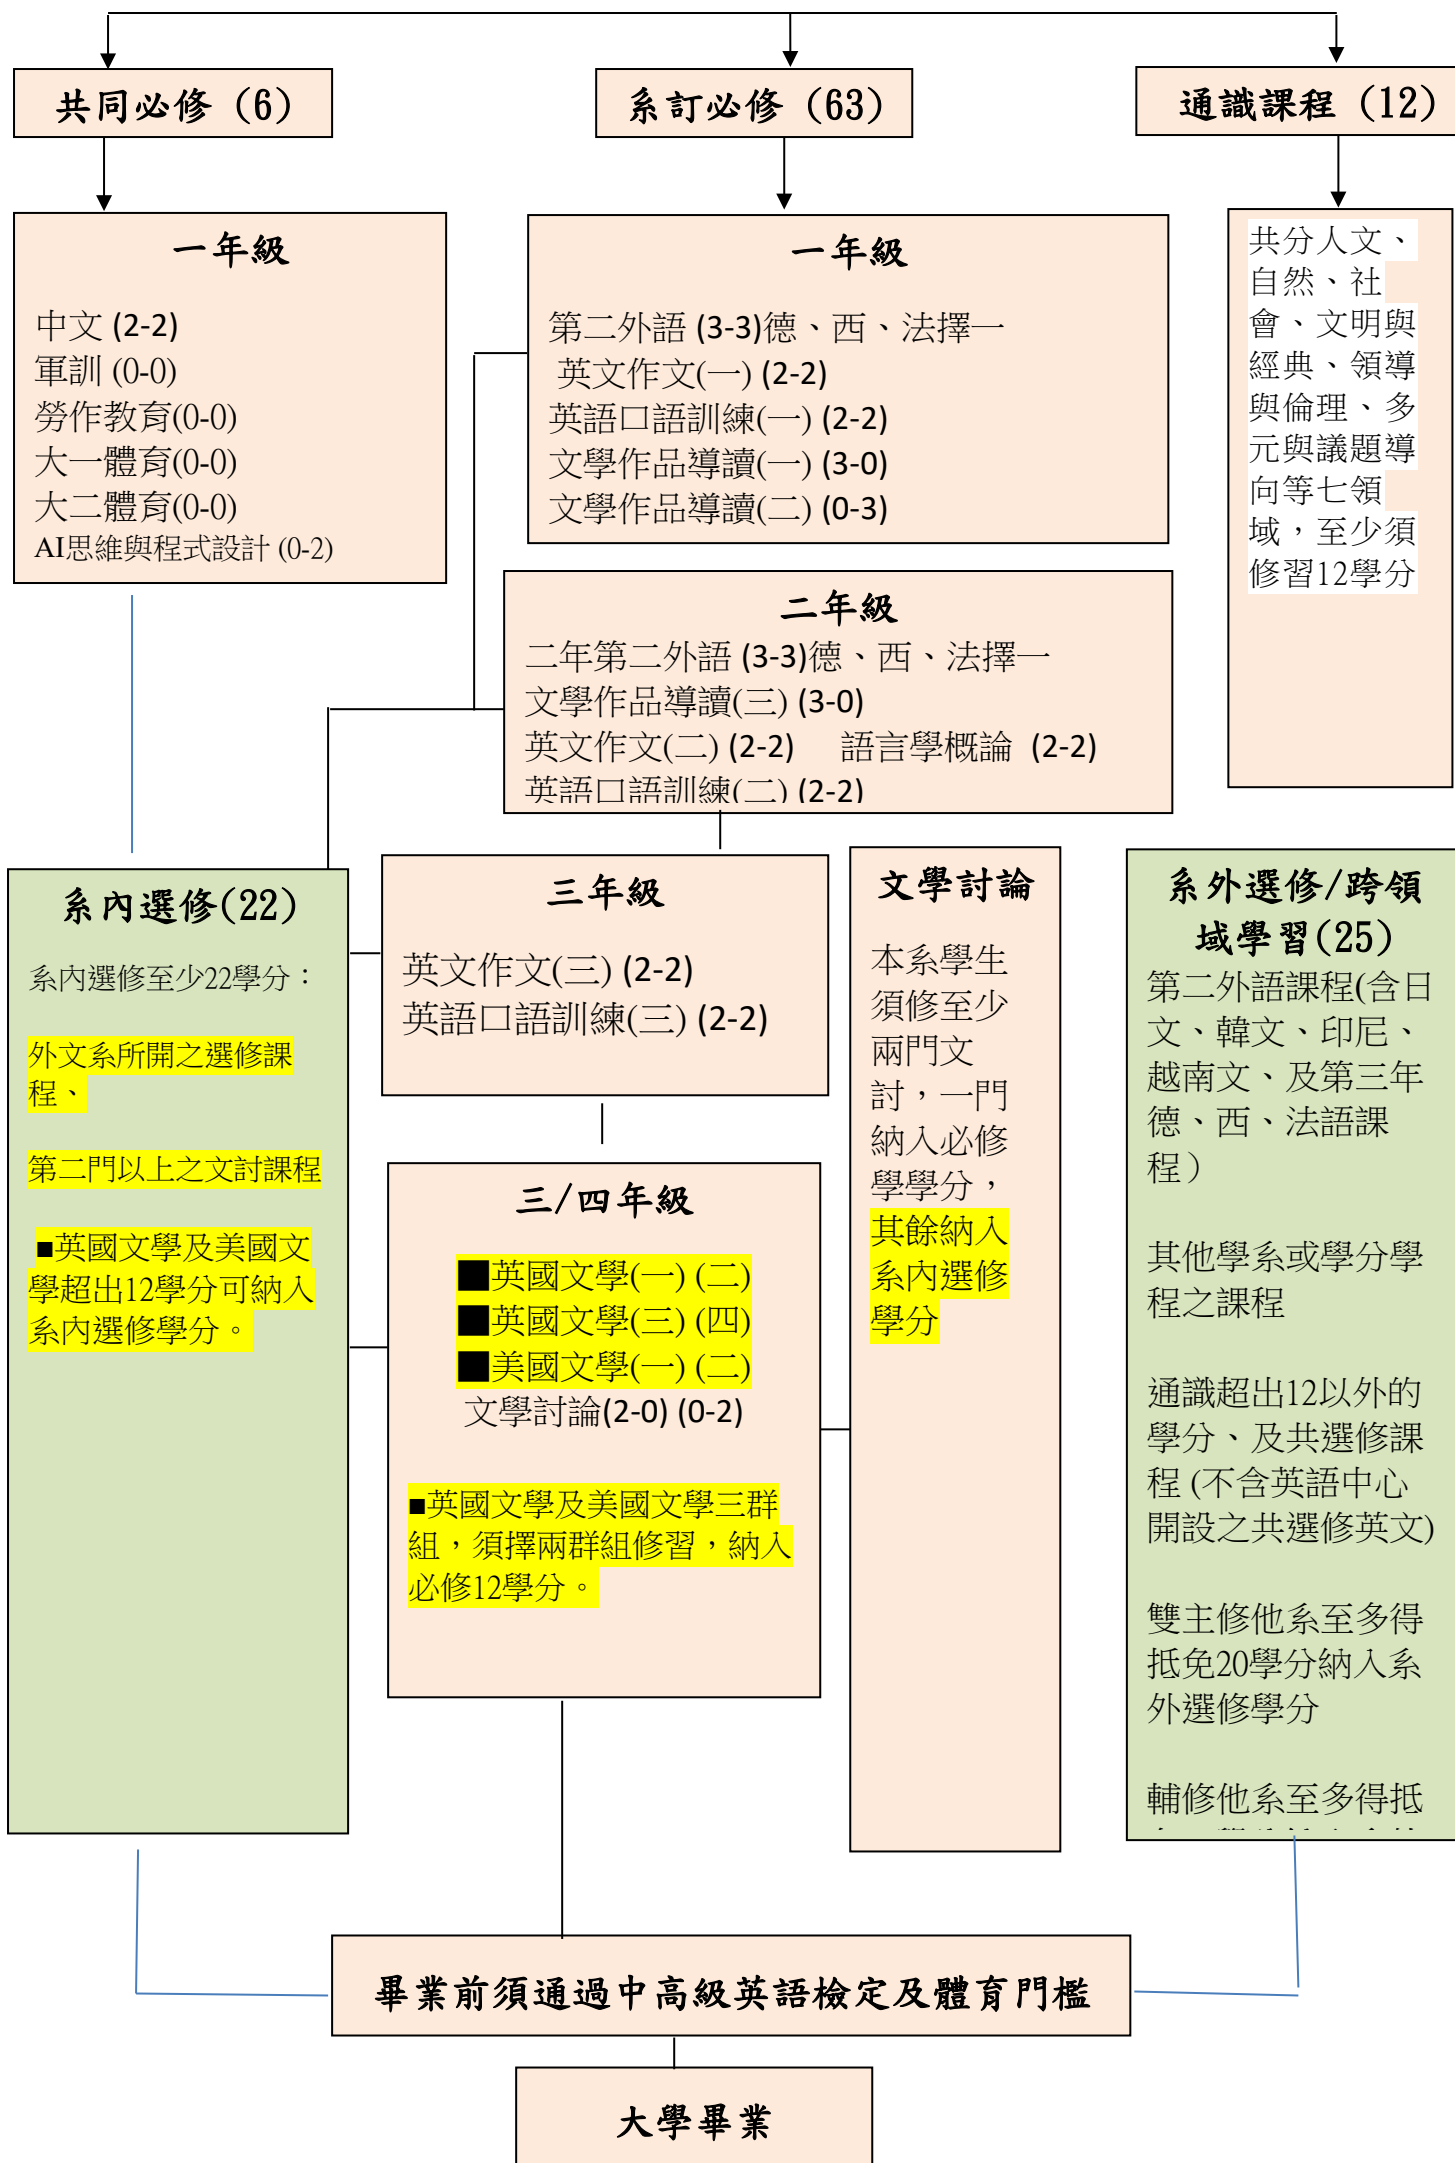 共同必修 (6)
系訂必修 (63)
通識課程 (12)
一年級
中文 (2-2)
軍訓 (0-0)
勞作教育(0-0)
大一體育(0-0)
大二體育(0-0)
AI思維與程式設計 (0-2)
一年級
第二外語 (3-3)德、西、法擇一
英文作文(一) (2-2)
英語口語訓練(一) (2-2)
文學作品導讀(一) (3-0)
文學作品導讀(二) (0-3)
共分人文、
自然、社
會、文明與
經典、領導
與倫理、多
元與議題導
向等七領
域，至少須
修習12學分
二年級
二年第二外語 (3-3)德、西、法擇一
文學作品導讀(三) (3-0)
英文作文(二) (2-2) 語言學概論 (2-2)
英語口語訓練(二) (2-2)
系內選修(22)
系內選修至少22學分：
外文系所開之選修課
程、
第二門以上之文討課程
■英國文學及美國文
學超出12學分可納入
系內選修學分。
三年級
英文作文(三) (2-2)
英語口語訓練(三) (2-2)
三/四年級
■英國文學(一) (二)
■英國文學(三) (四)
■美國文學(一) (二)
文學討論(2-0) (0-2)
■英國文學及美國文學三群
組，須擇兩群組修習，納入
必修12學分。
文學討論
本系學生
須修至少
兩門文
討，一門
納入必修
學學分，
其餘納入
系內選修
學分
系外選修/跨領
域學習(25)
第二外語課程(含日
文、韓文、印尼、
越南文、及第三年
德、西、法語課
程）
其他學系或學分學
程之課程
通識超出12以外的
學分、及共選修課
程 (不含英語中心
開設之共選修英文)
雙主修他系至多得
抵免20學分納入系
外選修學分
輔修他系至多得抵
畢業前須通過中高級英語檢定及體育門檻
大學畢業